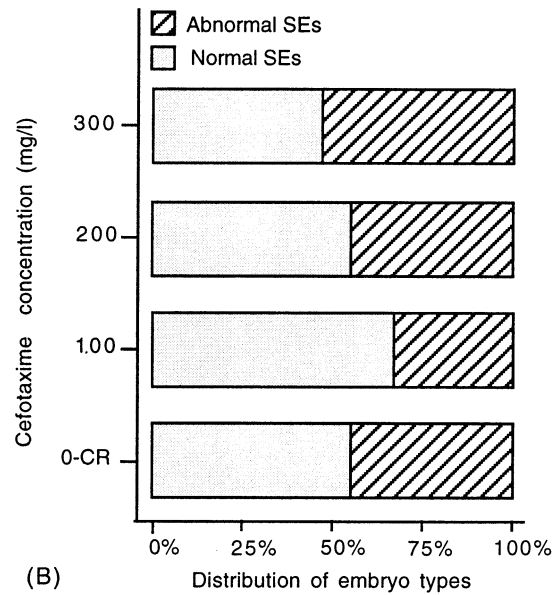 Abnormal SEs
Normal SEs
300
200
1.00
0-CR
Cefotaxime concentration (mg/l)
0% 25% 50% 75% 100%
(B)
Distribution of embryo types